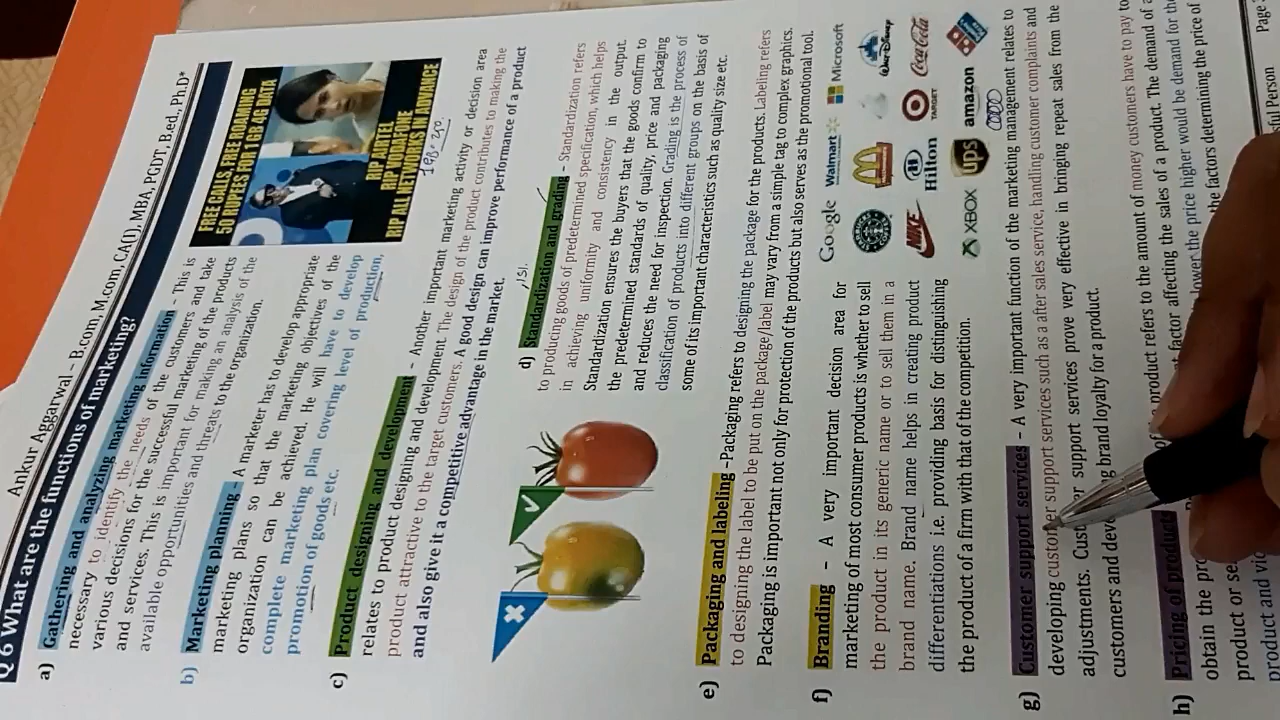 Ankur Aggarwal - B.com, M.com, CA(I), MBA, PGDT, B.ed, Ph.D*
Q 6 What are the functions of marketing?
a) Gathering and analyzing marketing information - This is
necessary to identify the needs of the customers and take
various decisions for the successful marketing of the products
and services. This is important for making an analysis of the
available opportunities and threats to the organization.
FREE CALLS, FREE ROAMING
50 RUPEES FOR 1 GB 4G DATA
RIP AIRTEL
RIP VODAFONE
RIP ALL NETWORKS IN ADVANCE
b) Marketing planning - A marketer has to develop appropriate
marketing plans so that the marketing objectives of the
organization can be achieved. He will have to develop
complete marketing plan covering level of production,
promotion of goods etc.
c) Product designing and development - Another important marketing activity or decision area
relates to product designing and development. The design of the product contributes to making the
product attractive to the target customers. A good design can improve performance of a product
and also give it a competitive advantage in the market.
ISI
d) Standardization and grading - Standardization refers
to producing goods of predetermined specification, which helps
in achieving uniformity and consistency in the output.
Standardization ensures the buyers that the goods confirm to
the predetermined standards of quality, price and packaging
and reduces the need for inspection. Grading is the process of
classification of products into different groups on the basis of
some of its important characteristics such as quality size etc.
e) Packaging and labeling -Packaging refers to designing the package for the products. Labeling refers
to designing the label to be put on the package/label may vary from a simple tag to complex graphics.
Packaging is important not only for protection of the products but also serves as the promotional tool.
f) Branding - A very important decision area for
marketing of most consumer products is whether to sell
the product in its generic name or to sell them in a
brand name. Brand name helps in creating product
differentiations i.e. providing basis for distinguishing
the product of a firm with that of the competition.
Google Walmart Microsoft
WALT DISNEY
NIKE Hilton TARGET Coca-Cola
XBOX ups amazon
g) Customer support services - A very important function of the marketing management relates to
developing customer support services such as after sales service, handling customer complaints and
adjustments. support services prove very effective in bringing repeat sales from the
customers and brand loyalty for a product.
h) Pricing of product product refers to the amount of money customers have to pay to
obtain the factor affecting the sales of a product. The demand of a
product or lower the price higher would be demand for the
product and the factors determining the price of
Person Page